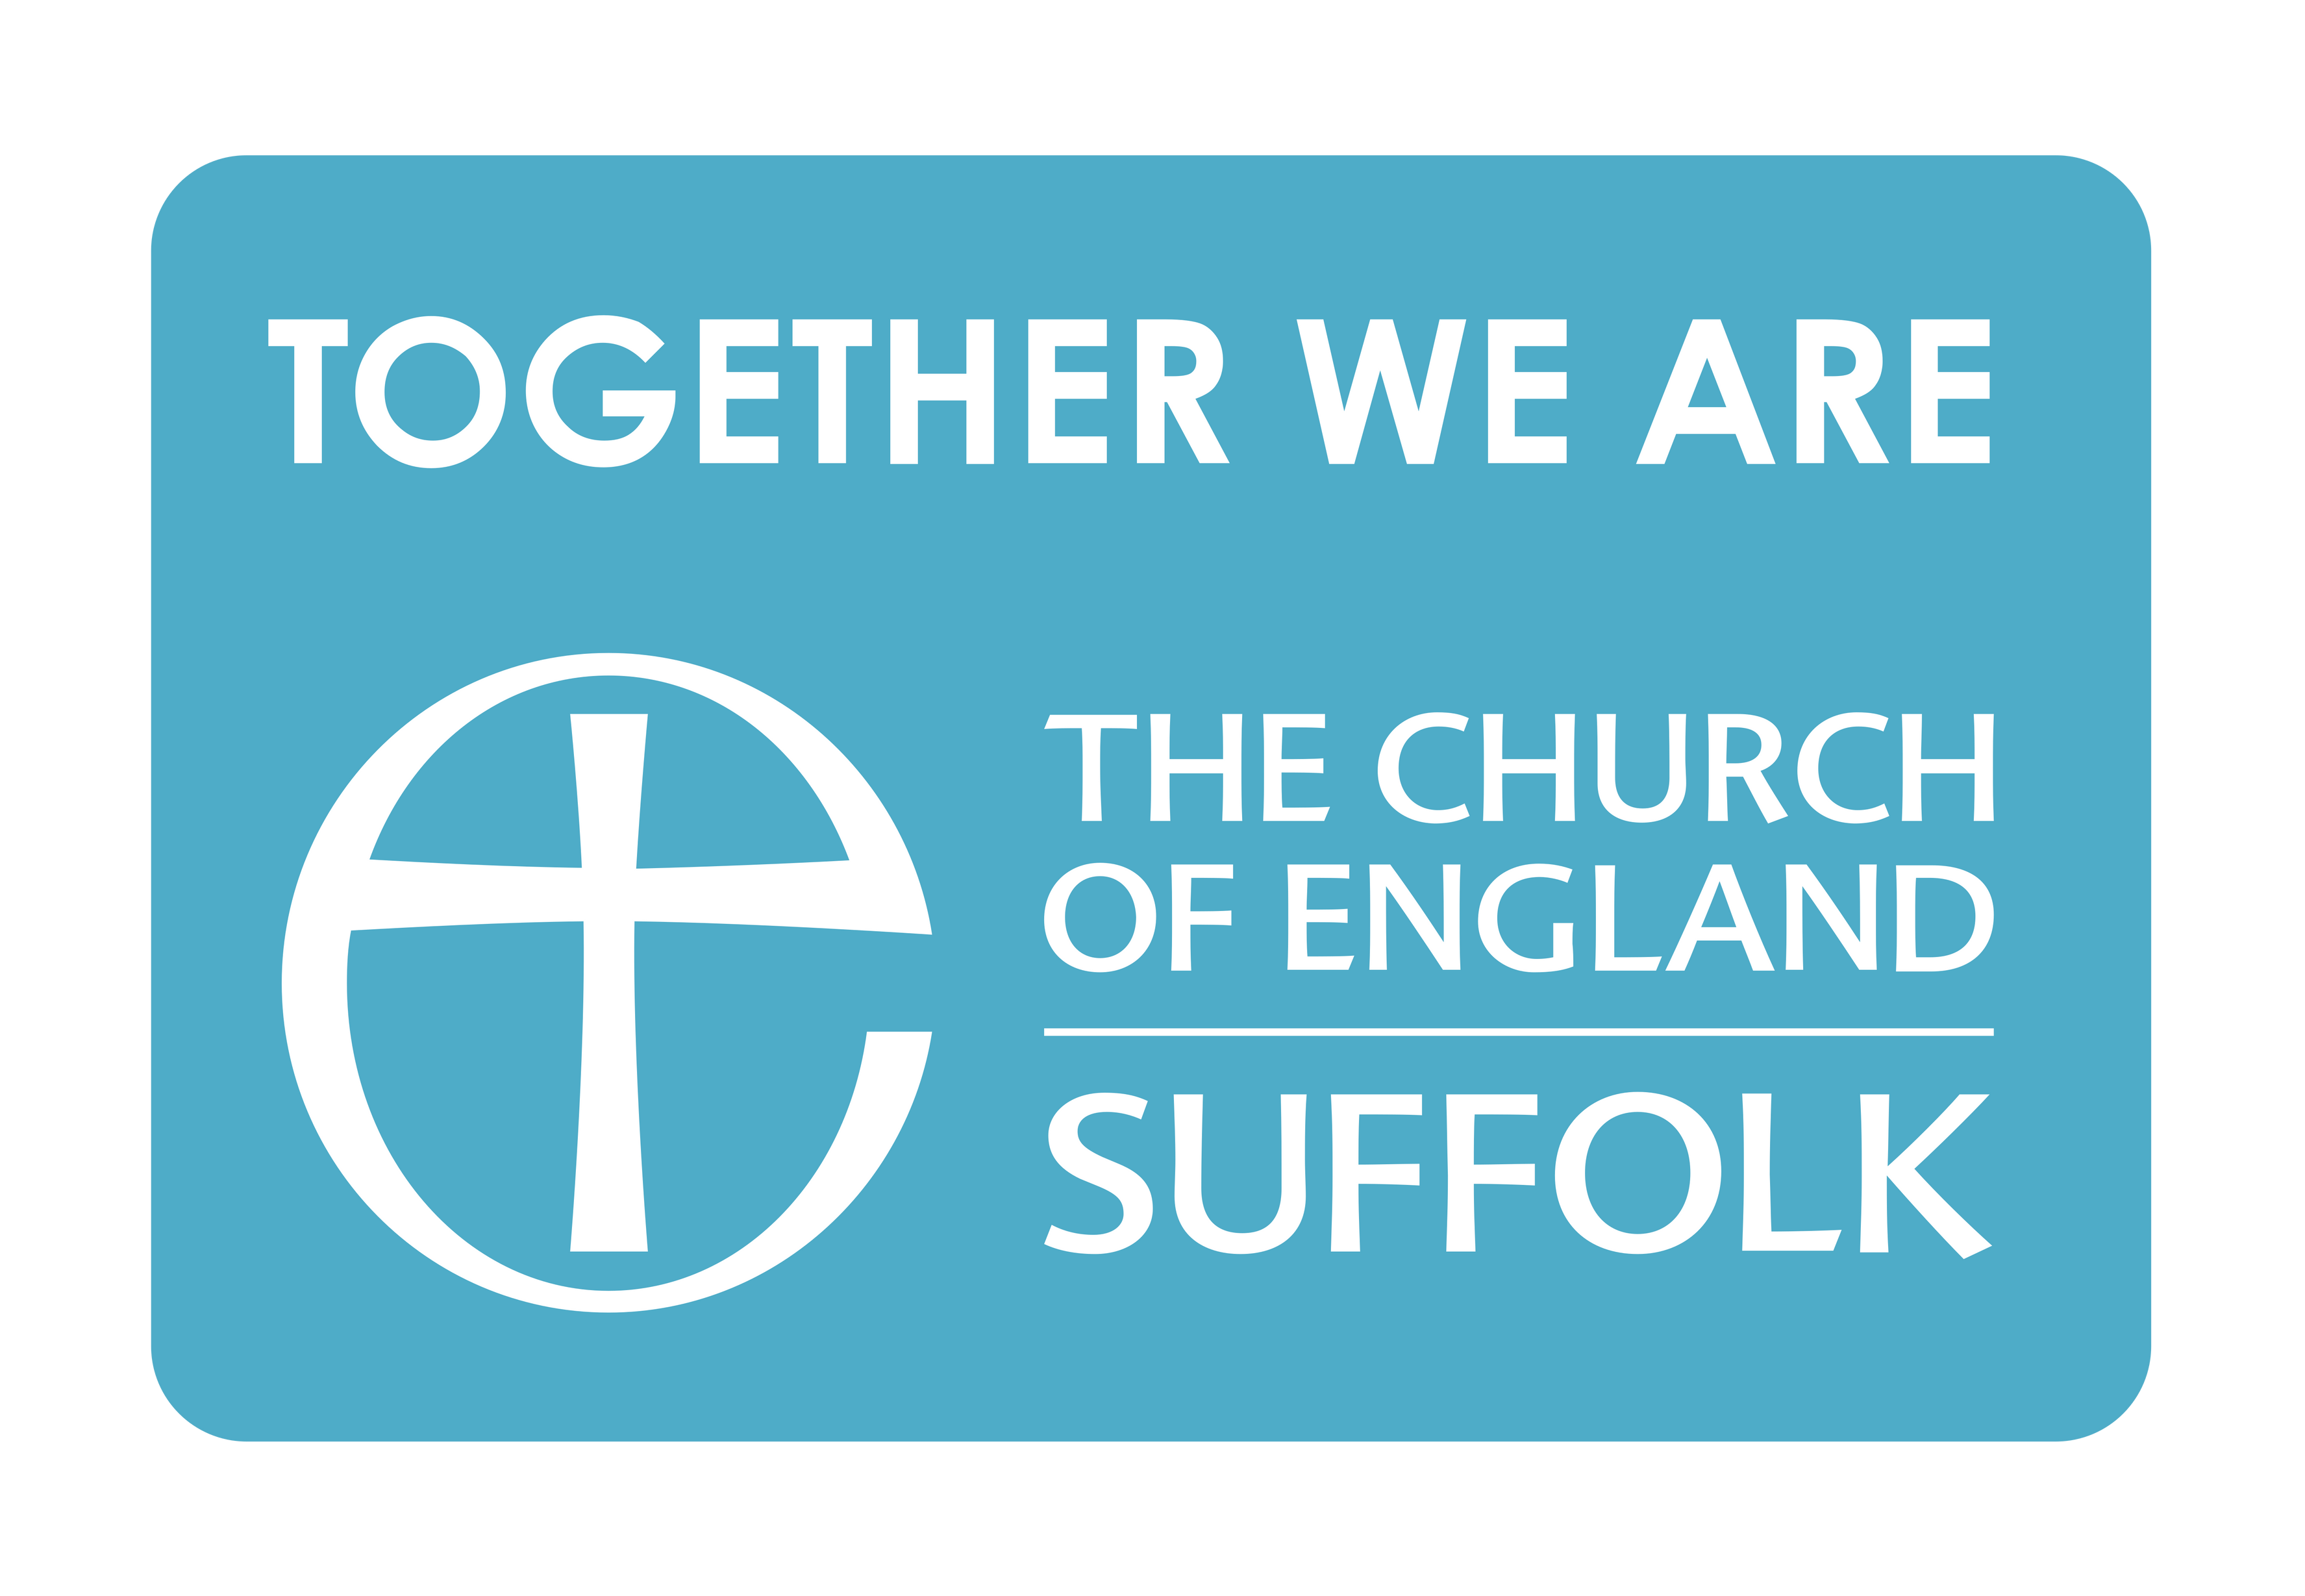 TOGETHER WE ARE
THE CHURCH
OF ENGLAND
SUFFOLK